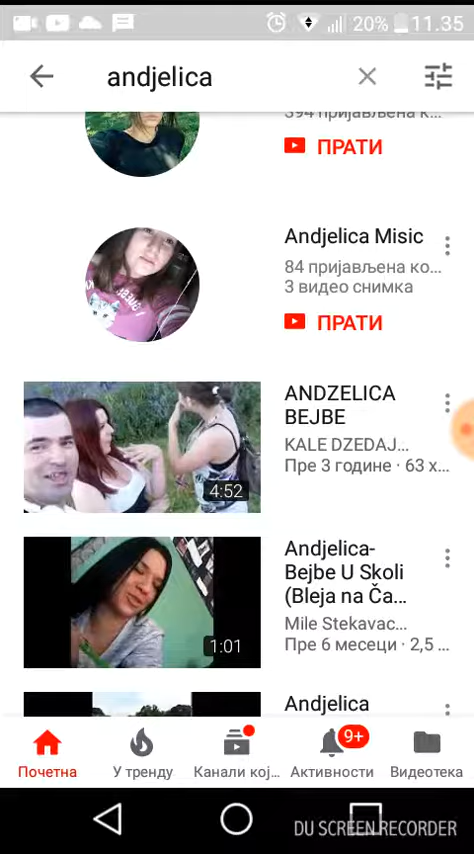 20% 11.35
andjelica
394 пријављена к...
ПРАТИ
Andjelica Misic
84 пријављена ко...
3 видео снимка
ПРАТИ
ANDZELICA
BEJBE
KALE DZEDAJ...
Пре 3 године · 63 х...
4:52
Andjelica-
Bejbe U Skoli
(Bleja na Ča...
Mile Stekavac...
Пре 6 месеци · 2,5 ...
1:01
Andjelica
9+
Почетна
У тренду
Канали кој...
Активности
Видеотека
DU SCREEN RECORDER